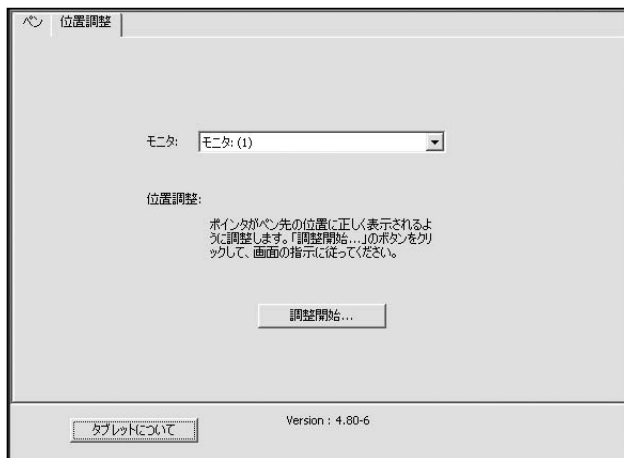 ペン 位置調整
モニタ: モニタ: (1)
位置調整:
ポインタがペン先の位置に正しく表示されるよ
うに調整します。「調整開始...」のボタンをクリ
ックして、画面の指示に従ってください。
調整開始...
タブレットについて Version : 4.80-6